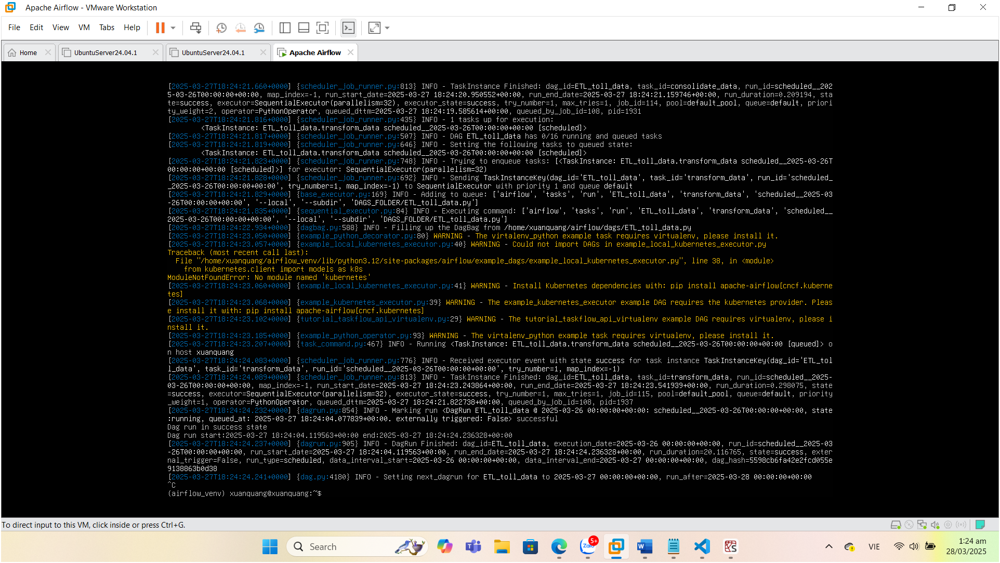 Apache Airflow - VMware Workstation
File Edit View VM Tabs Help
Home UbuntuServer24.04.1 UbuntuServer24.04.1 Apache Airflow
[2025-03-27T18:24:21.660+0000] {scheduler_job_runner.py:813} INFO - TaskInstance Finished: dag_id=ETL_toll_data, task_id=consolidate_data, run_id=scheduled__202
5-03-26T00:00:00+00:00, map_index=-1, run_start_date=2025-03-27 18:24:20.950552+00:00, run_end_date=2025-03-27 18:24:21.159746+00:00, run_duration=0.209194, sta
te=success, executor=SequentialExecutor(parallelism=32), executor_state=success, try_number=1, max_tries=1, job_id=114, pool=default_pool, queue=default, priori
ty_weight=2, operator=PythonOperator, queued_dttm=2025-03-27 18:24:19.585614+00:00, queued_by_job_id=108, pid=1931
[2025-03-27T18:24:21.816+0000] {scheduler_job_runner.py:435} INFO - 1 tasks up for execution:
<TaskInstance: ETL_toll_data.transform_data scheduled__2025-03-26T00:00:00+00:00 [scheduled]>
[2025-03-27T18:24:21.817+0000] {scheduler_job_runner.py:507} INFO - DAG ETL_toll_data has 0/16 running and queued tasks
[2025-03-27T18:24:21.819+0000] {scheduler_job_runner.py:646} INFO - Setting the following tasks to queued state:
<TaskInstance: ETL_toll_data.transform_data scheduled__2025-03-26T00:00:00+00:00 [scheduled]>
[2025-03-27T18:24:21.823+0000] {scheduler_job_runner.py:748} INFO - Trying to enqueue tasks: [<TaskInstance: ETL_toll_data.transform_data scheduled__2025-03-26T
00:00:00+00:00 [scheduled]>] for executor: SequentialExecutor(parallelism=32)
[2025-03-27T18:24:21.828+0000] {scheduler_job_runner.py:692} INFO - Sending TaskInstanceKey(dag_id='ETL_toll_data', task_id='transform_data', run_id='scheduled_
_2025-03-26T00:00:00+00:00', try_number=1, map_index=-1) to SequentialExecutor with priority 1 and queue default
[2025-03-27T18:24:21.829+0000] {base_executor.py:169} INFO - Adding to queue: ['airflow', 'tasks', 'run', 'ETL_toll_data', 'transform_data', 'scheduled__2025-03
-26T00:00:00+00:00', '--local', '--subdir', 'DAGS_FOLDER/ETL_toll_data.py']
[2025-03-27T18:24:21.835+0000] {sequential_executor.py:84} INFO - Executing command: ['airflow', 'tasks', 'run', 'ETL_toll_data', 'transform_data', 'scheduled__
2025-03-26T00:00:00+00:00', '--local', '--subdir', 'DAGS_FOLDER/ETL_toll_data.py']
[2025-03-27T18:24:22.934+0000] {dagbag.py:588} INFO - Filling up the DagBag from /home/xuanquang/airflow/dags/ETL_toll_data.py
[2025-03-27T18:24:23.050+0000] {example_python_decorator.py:80} WARNING - The virtalenv_python example task requires virtualenv, please install it.
[2025-03-27T18:24:23.057+0000] {example_local_kubernetes_executor.py:40} WARNING - Could not import DAGs in example_local_kubernetes_executor.py
Traceback (most recent call last):
File "/home/xuanquang/airflow_venv/lib/python3.12/site-packages/airflow/example_dags/example_local_kubernetes_executor.py", line 38, in <module>
from kubernetes.client import models as k8s
ModuleNotFoundError: No module named 'kubernetes'
[2025-03-27T18:24:23.060+0000] {example_local_kubernetes_executor.py:41} WARNING - Install Kubernetes dependencies with: pip install apache-airflow[cncf.kuberne
tes]
[2025-03-27T18:24:23.068+0000] {example_kubernetes_executor.py:39} WARNING - The example_kubernetes_executor example DAG requires the kubernetes provider. Pleas
e install it with: pip install apache-airflow[cncf.kubernetes]
[2025-03-27T18:24:23.102+0000] {tutorial_taskflow_api_virtualenv.py:29} WARNING - The tutorial_taskflow_api_virtualenv example DAG requires virtualenv, please i
nstall it.
[2025-03-27T18:24:23.185+0000] {example_python_operator.py:93} WARNING - The virtalenv_python example task requires virtualenv, please install it.
[2025-03-27T18:24:23.207+0000] {task_command.py:467} INFO - Running <TaskInstance: ETL_toll_data.transform_data scheduled__2025-03-26T00:00:00+00:00 [queued]> o
n host xuanquang
[2025-03-27T18:24:24.083+0000] {scheduler_job_runner.py:776} INFO - Received executor event with state success for task instance TaskInstanceKey(dag_id='ETL_tol
l_data', task_id='transform_data', run_id='scheduled__2025-03-26T00:00:00+00:00', try_number=1, map_index=-1)
[2025-03-27T18:24:24.089+0000] {scheduler_job_runner.py:813} INFO - TaskInstance Finished: dag_id=ETL_toll_data, task_id=transform_data, run_id=scheduled__2025-
03-26T00:00:00+00:00, map_index=-1, run_start_date=2025-03-27 18:24:23.243864+00:00, run_end_date=2025-03-27 18:24:23.541939+00:00, run_duration=0.298075, state
=success, executor=SequentialExecutor(parallelism=32), executor_state=success, try_number=1, max_tries=1, job_id=115, pool=default_pool, queue=default, priority
_weight=1, operator=PythonOperator, queued_dttm=2025-03-27 18:24:21.822738+00:00, queued_by_job_id=108, pid=1937
[2025-03-27T18:24:24.232+0000] {dagrun.py:854} INFO - Marking run <DagRun ETL_toll_data @ 2025-03-26 00:00:00+00:00: scheduled__2025-03-26T00:00:00+00:00, state
:running, queued_at: 2025-03-27 18:24:04.077839+00:00. externally triggered: False> successful
Dag run in success state
Dag run start:2025-03-27 18:24:04.119563+00:00 end:2025-03-27 18:24:24.236328+00:00
[2025-03-27T18:24:24.237+0000] {dagrun.py:905} INFO - DagRun Finished: dag_id=ETL_toll_data, execution_date=2025-03-26 00:00:00+00:00, run_id=scheduled__2025-03
-26T00:00:00+00:00, run_start_date=2025-03-27 18:24:04.119563+00:00, run_end_date=2025-03-27 18:24:24.236328+00:00, run_duration=20.116765, state=success, exter
nal_trigger=False, run_type=scheduled, data_interval_start=2025-03-26 00:00:00+00:00, data_interval_end=2025-03-27 00:00:00+00:00, dag_hash=5598cb6fa42e2fcd055e
9138863b0d38
[2025-03-27T18:24:24.241+0000] {dag.py:4180} INFO - Setting next_dagrun for ETL_toll_data to 2025-03-27 00:00:00+00:00, run_after=2025-03-28 00:00:00+00:00
^C
(airflow_venv) xuanquang@xuanquang:~$
To direct input to this VM, click inside or press Ctrl+G.
Search
Zalo 5+
VIE
1:24 am
28/03/2025